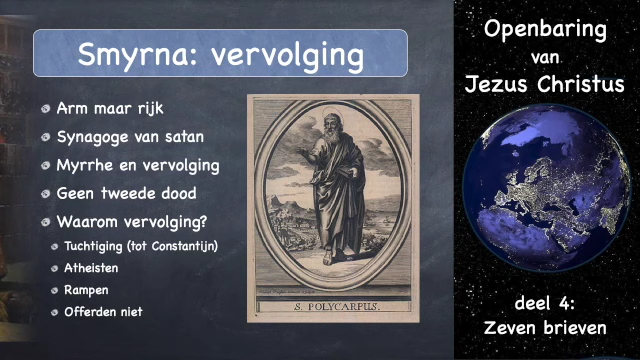 Smyrna: vervolging
Arm maar rijk
Synagoge van satan
Myrrhe en vervolging
Geen tweede dood
Waarom vervolging?
Tuchtiging (tot Constantijn)
Atheisten
Rampen
Offerden niet
S. POLYCARPUS.
Openbaring
van
Jezus Christus
deel 4:
Zeven brieven